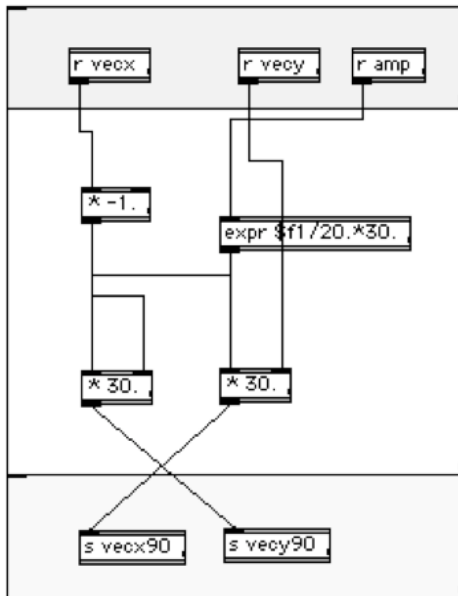 r vecx
r vecy
r amp
* -1.
expr $f1/20.*30.
* 30.
* 30.
s vecx90
s vecy90